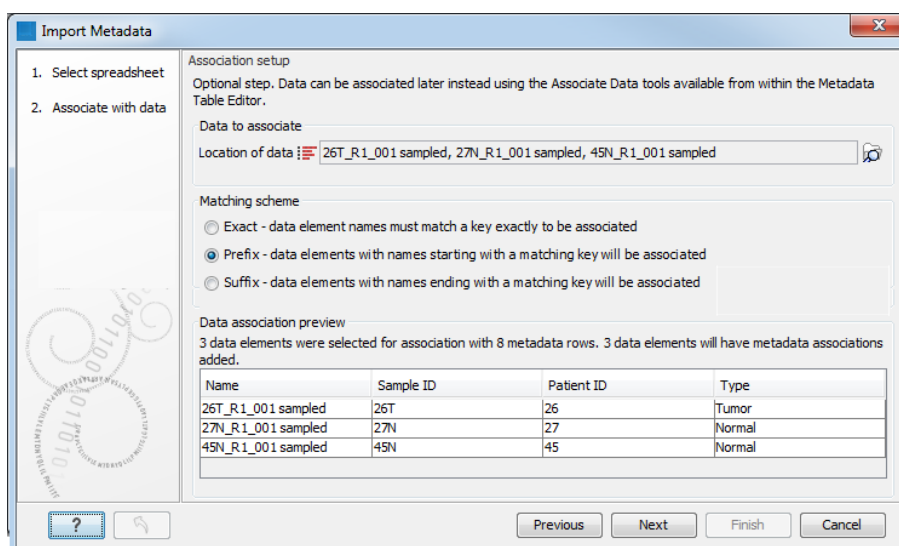 Import Metadata
1. Select spreadsheet
2. Associate with data
Association setup
Optional step. Data can be associated later instead using the Associate Data tools available from within the Metadata
Table Editor.
Data to associate
Location of data 26T_R1_001 sampled, 27N_R1_001 sampled, 45N_R1_001 sampled
Matching scheme
Exact - data element names must match a key exactly to be associated
Prefix - data elements with names starting with a matching key will be associated
Suffix - data elements with names ending with a matching key will be associated
Data association preview
3 data elements were selected for association with 8 metadata rows. 3 data elements will have metadata associations
added.
Name Sample ID Patient ID Type
26T_R1_001 sampled 26T 26 Tumor
27N_R1_001 sampled 27N 27 Normal
45N_R1_001 sampled 45N 45 Normal
? Previous Next Finish Cancel